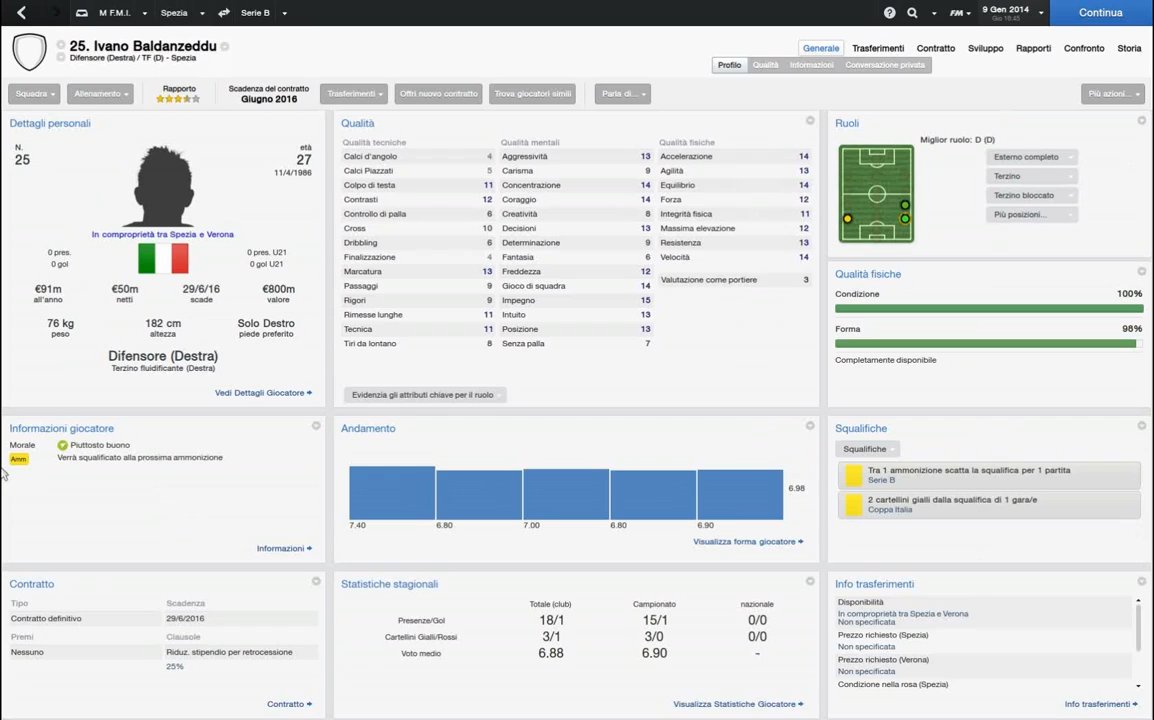 M F.M.I. Spezia Serie B
FM 9 Gen 2014
Gio 18:45
Continua
25. Ivano Baldanzeddu
Difensore (Destra) / TF (D) - Spezia
Generale Trasferimenti Contratto Sviluppo Rapporti Confronto Storia
Profilo Qualità Informazioni Conversazione privata
Squadra Allenamento Rapporto
Scadenza del contratto
Giugno 2016
Trasferimenti Offri nuovo contratto Trova giocatori simili Parla di... Più azioni...
Dettagli personali
N.
25
età
27
11/4/1986
In comproprietà tra Spezia e Verona
0 pres.
0 gol
0 pres. U21
0 gol U21
€91m
all'anno
€50m
netti
29/6/16
scade
€800m
valore
76 kg
peso
182 cm
altezza
Solo Destro
piede preferito
Difensore (Destra)
Terzino fluidificante (Destra)
Vedi Dettagli Giocatore
Qualità
Qualità tecniche Qualità mentali Qualità fisiche
Calci d'angolo 4 Aggressività 13 Accelerazione 14
Calci Piazzati 5 Carisma 9 Agilità 13
Colpo di testa 11 Concentrazione 14 Equilibrio 14
Contrasti 12 Coraggio 14 Forza 12
Controllo di palla 6 Creatività 8 Integrità fisica 11
Cross 10 Decisioni 13 Massima elevazione 12
Dribbling 6 Determinazione 9 Resistenza 13
Finalizzazione 4 Fantasia 6 Velocità 14
Marcatura 13 Freddezza 12 Valutazione come portiere 3
Passaggi 9 Gioco di squadra 14
Rigori 9 Impegno 15
Rimesse lunghe 11 Intuito 13
Tecnica 11 Posizione 13
Tiri da lontano 8 Senza palla 7
Evidenzia gli attributi chiave per il ruolo
Ruoli
Miglior ruolo: D (D)
Esterno completo
Terzino
Terzino bloccato
Più posizioni...
Qualità fisiche
Condizione 100%
Forma 98%
Completamente disponibile
Informazioni giocatore
Morale Piuttosto buono
Amm Verrà squalificato alla prossima ammonizione
Informazioni
Andamento
6.98
7.40 6.80 7.00 6.80 6.90
Visualizza forma giocatore
Squalifiche
Squalifiche
Tra 1 ammonizione scatta la squalifica per 1 partita
Serie B
2 cartellini gialli dalla squalifica di 1 gara/e
Coppa Italia
Contratto
Tipo Scadenza
Contratto definitivo 29/6/2016
Premi Clausole
Nessuno Riduz. stipendio per retrocessione
25%
Contratto
Statistiche stagionali
Totale (club) Campionato nazionale
Presenze/Gol 18/1 15/1 0/0
Cartellini Gialli/Rossi 3/1 3/0 0/0
Voto medio 6.88 6.90 -
Visualizza Statistiche Giocatore
Info trasferimenti
Disponibilità
In comproprietà tra Spezia e Verona
Non specificata
Prezzo richiesto (Spezia)
Non specificata
Prezzo richiesto (Verona)
Non specificata
Condizione nella rosa (Spezia)
Info trasferimenti